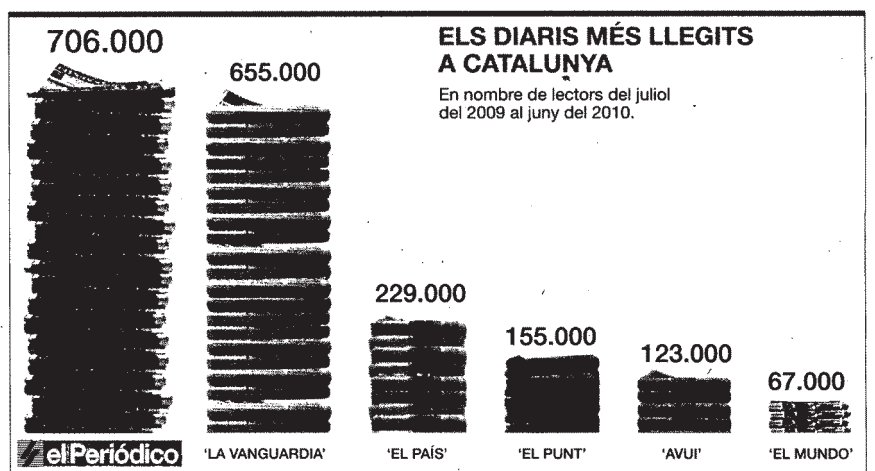 ELS DIARIS MÉS LLEGITS
A CATALUNYA
En nombre de lectors del juliol
del 2009 al juny del 2010.
706.000
655.000
229.000
155.000
123.000
67.000
elPeriódico
'LA VANGUARDIA'
'EL PAÍS'
'EL PUNT'
'AVUI'
'EL MUNDO'